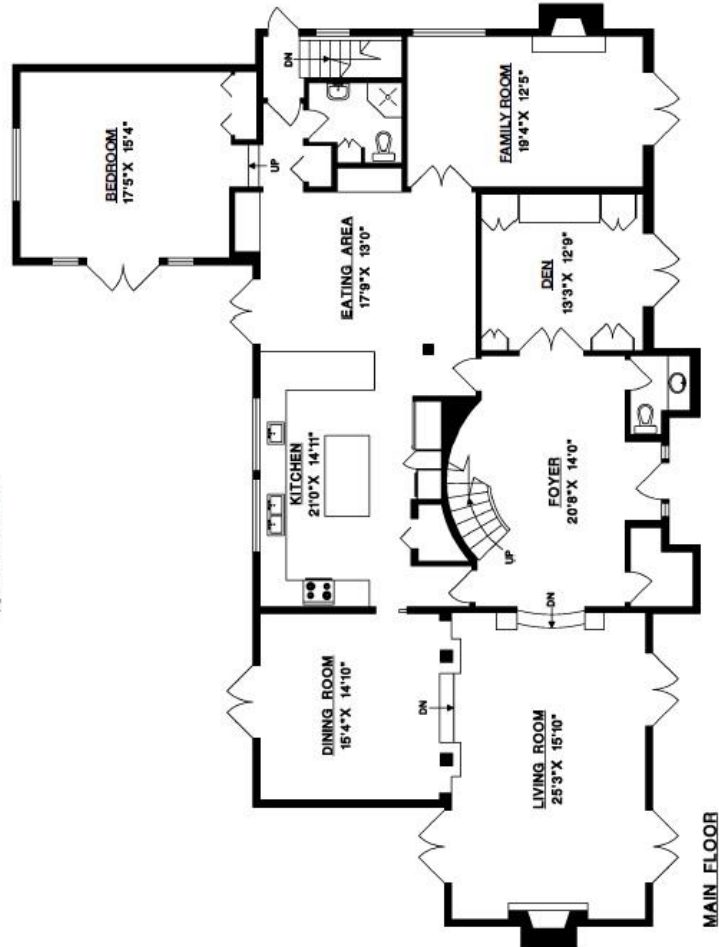 BEDROOM
17'5"X 15'4"
DN
UP
FAMILY ROOM
19'4"X 12'5"
EATING AREA
17'9"X 13'0"
DEN
13'3"X 12'9"
KITCHEN
21'0"X 14'11"
FOYER
20'8"X 14'0"
UP
DN
DINING ROOM
15'4"X 14'10"
DN
LIVING ROOM
25'3"X 15'10"
MAIN FLOOR